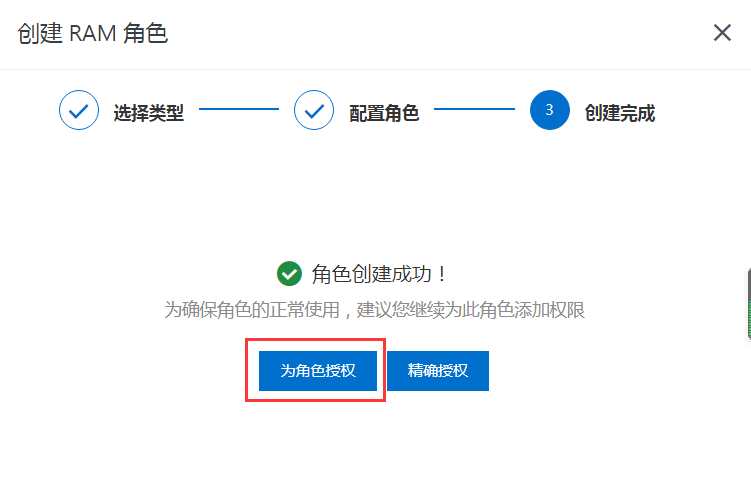 创建 RAM 角色
选择类型 配置角色 3 创建完成
角色创建成功！
为确保角色的正常使用，建议您继续为此角色添加权限
为角色授权 精确授权